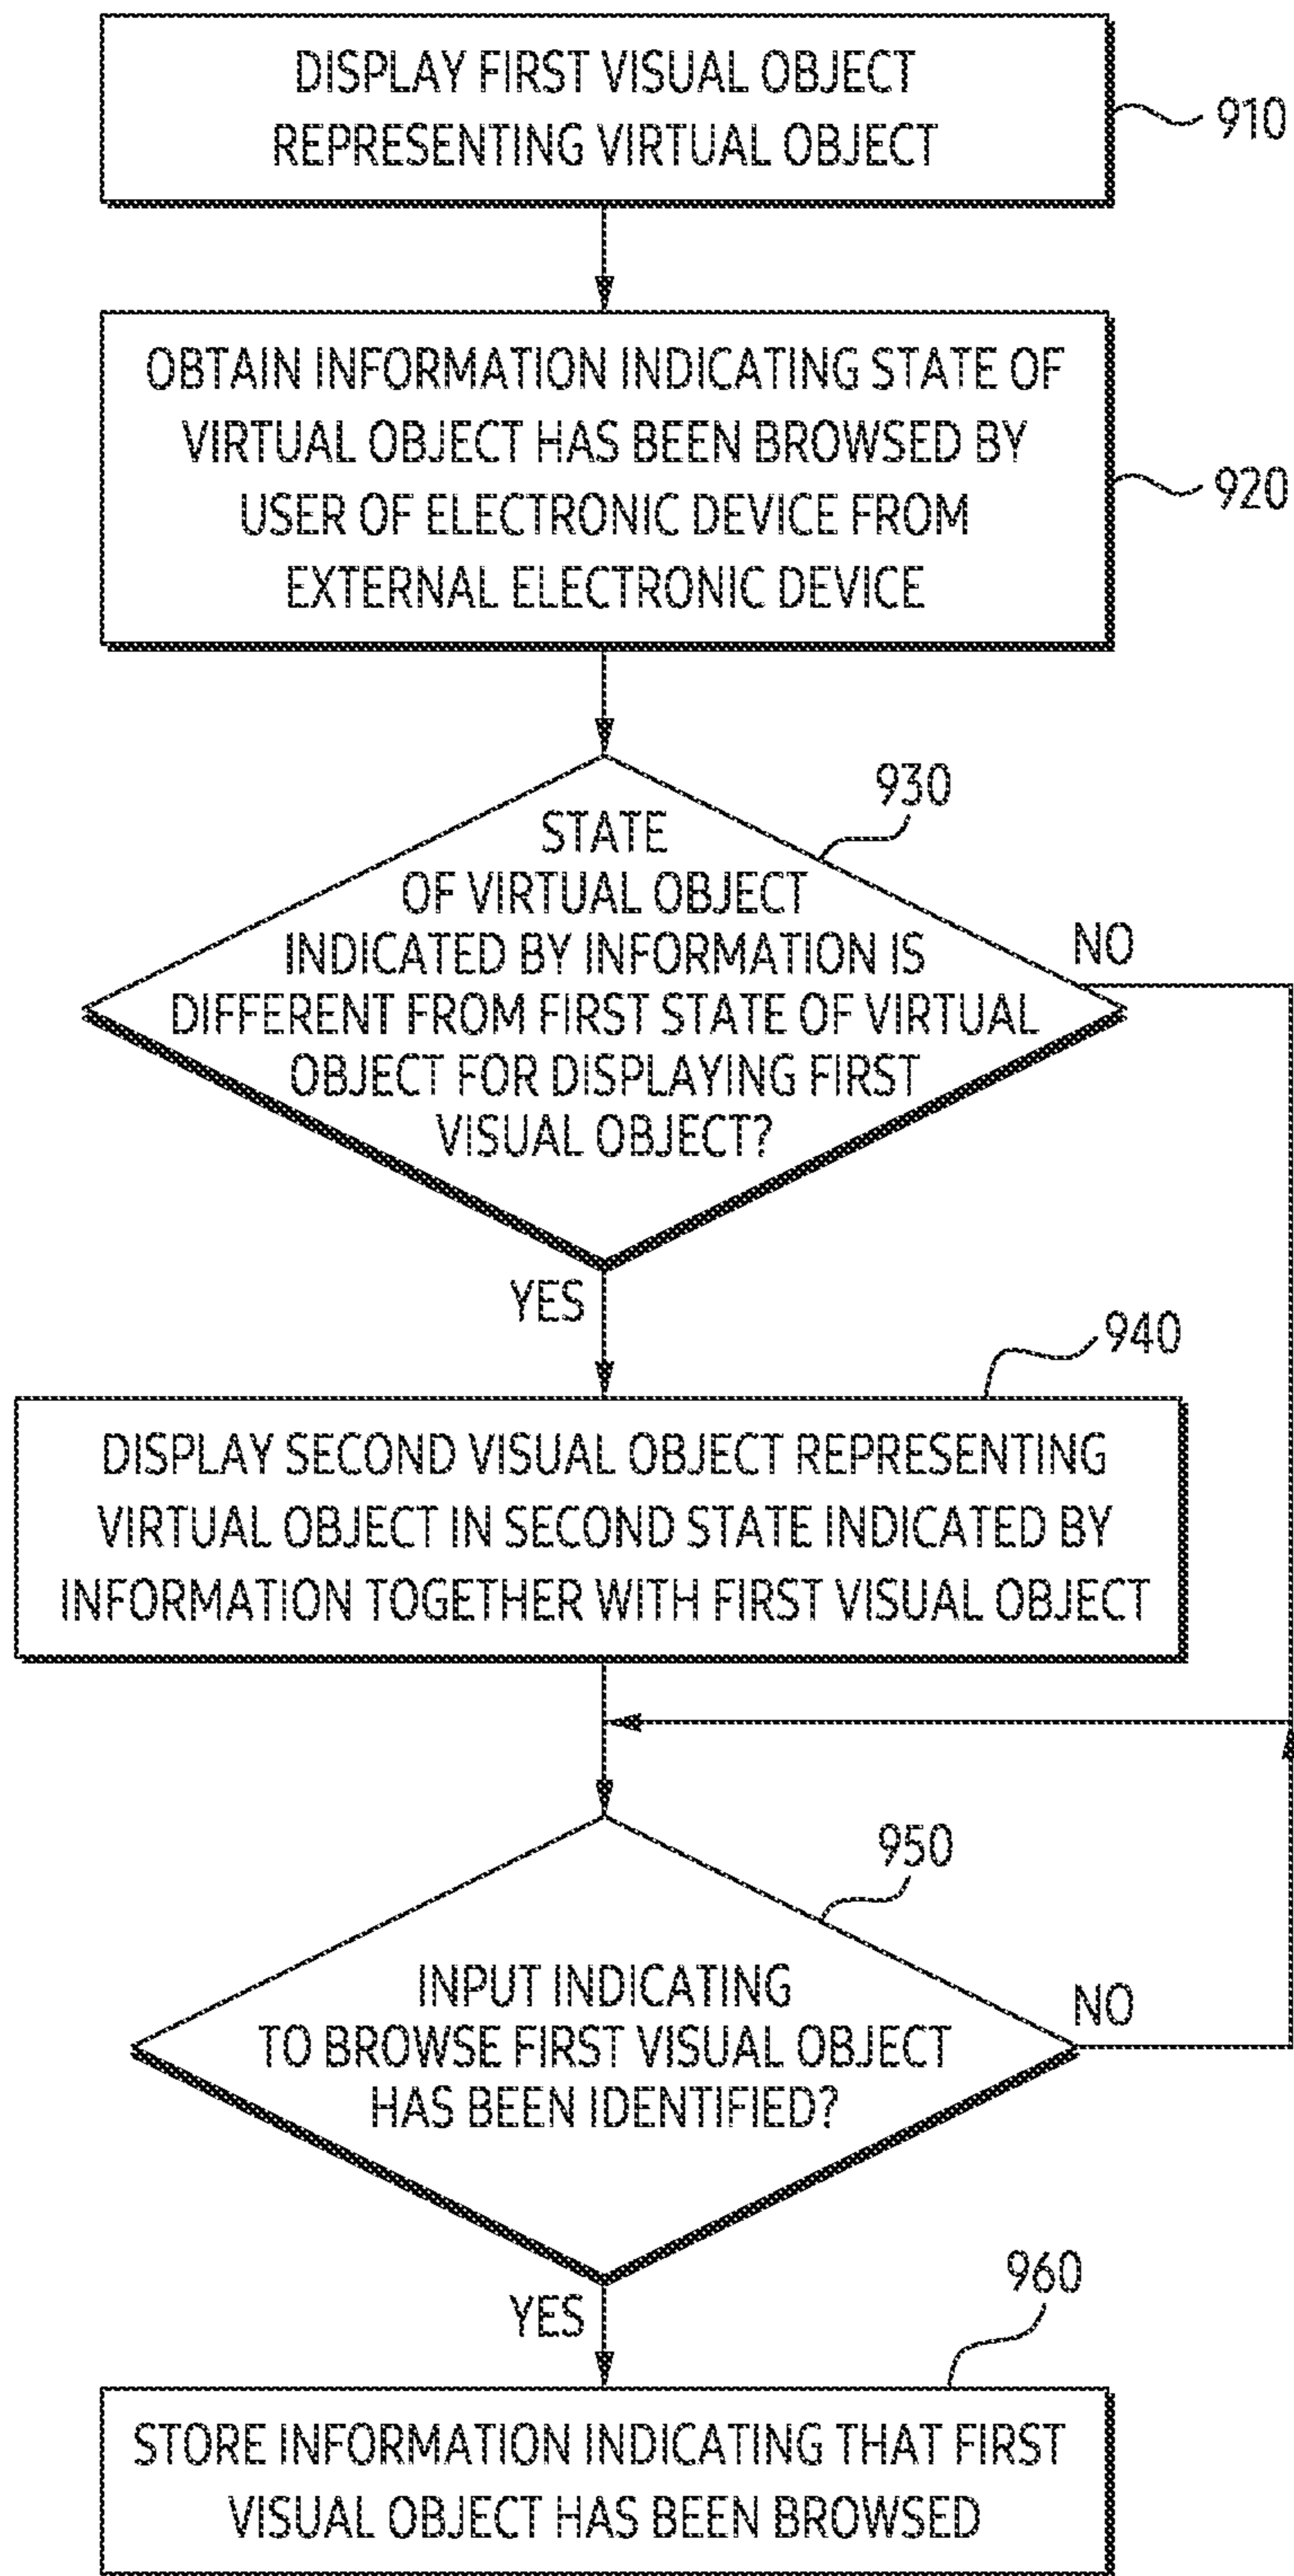 DISPLAY FIRST VISUAL OBJECT
REPRESENTING VIRTUAL OBJECT
910
OBTAIN INFORMATION INDICATING STATE OF
VIRTUAL OBJECT HAS BEEN BROWSED BY
USER OF ELECTRONIC DEVICE FROM
EXTERNAL ELECTRONIC DEVICE
920
930
STATE
OF VIRTUAL OBJECT
INDICATED BY INFORMATION IS
DIFFERENT FROM FIRST STATE OF VIRTUAL
OBJECT FOR DISPLAYING FIRST
VISUAL OBJECT?
NO
YES
940
DISPLAY SECOND VISUAL OBJECT REPRESENTING
VIRTUAL OBJECT IN SECOND STATE INDICATED BY
INFORMATION TOGETHER WITH FIRST VISUAL OBJECT
950
INPUT INDICATING
TO BROWSE FIRST VISUAL OBJECT
HAS BEEN IDENTIFIED?
NO
YES
960
STORE INFORMATION INDICATING THAT FIRST
VISUAL OBJECT HAS BEEN BROWSED